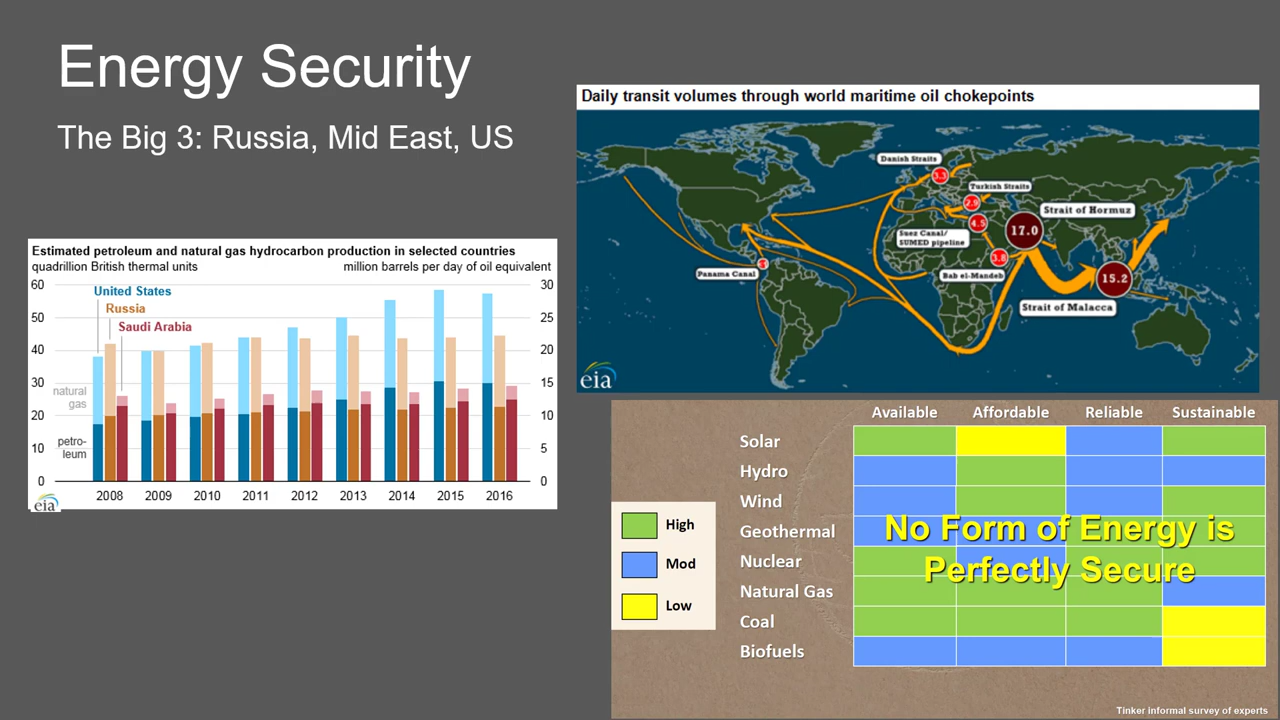 Energy Security
The Big 3: Russia, Mid East, US
Estimated petroleum and natural gas hydrocarbon production in selected countries
quadrillion British thermal units
million barrels per day of oil equivalent
60
50
40
30
20
10
0
30
25
20
15
10
5
0
United States
Russia
Saudi Arabia
natural
gas
petro-
leum
2008 2009 2010 2011 2012 2013 2014 2015 2016
eia
Daily transit volumes through world maritime oil chokepoints
Danish Straits
3.3
Turkish Straits
2.9
4.5
Strait of Hormuz
17.0
Suez Canal/
SUMED pipeline
3.8
Bab el-Mandeb
Panama Canal
15.2
Strait of Malacca
eia
Available Affordable Reliable Sustainable
Solar
Hydro
Wind
Geothermal
Nuclear
Natural Gas
Coal
Biofuels
High
Mod
Low
No Form of Energy is
Perfectly Secure
Tinker informal survey of experts